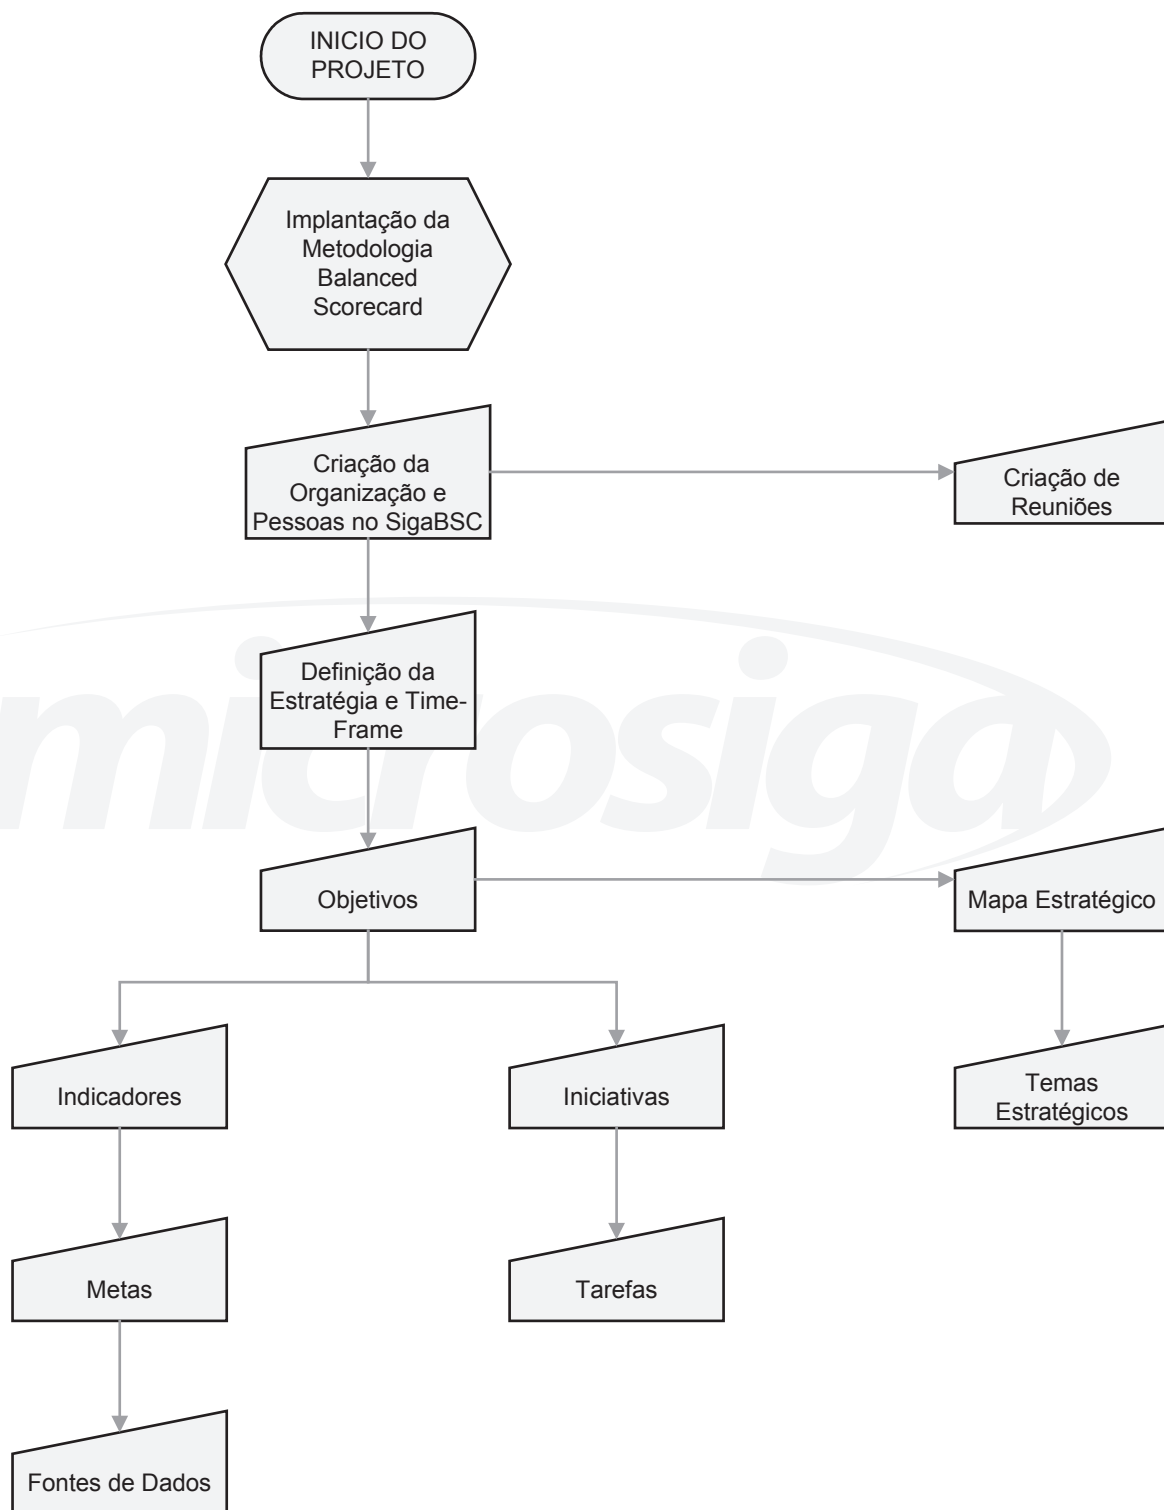 INICIO DO
PROJETO
Implantação da
Metodologia
Balanced
Scorecard
Criação da
Organização e
Pessoas no SigaBSC
Criação de
Reuniões
Definição da
Estratégia e Time-
Frame
microsiga
Objetivos
Mapa Estratégico
Indicadores
Iniciativas
Temas
Estratégicos
Metas
Tarefas
Fontes de Dados